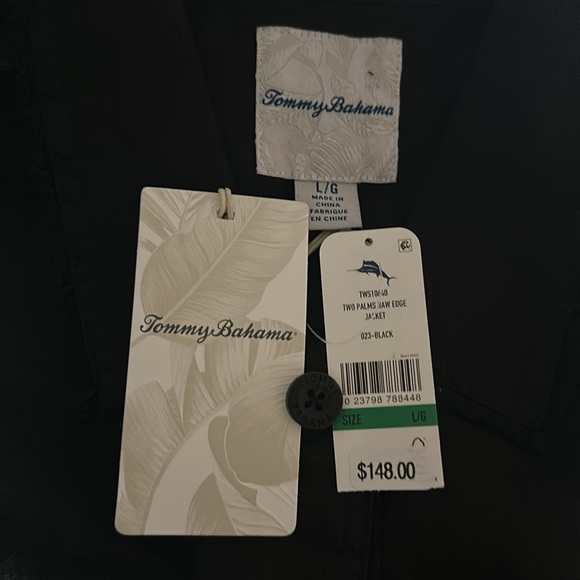 Tommy Bahama
L/G
MADE IN
CHINA
FABRIQUE
EN CHINE
Tommy Bahama
TWO PALMS RAW EDGE
JACKET
023-BLACK
0 23798 788448
SIZE L/G
$148.00